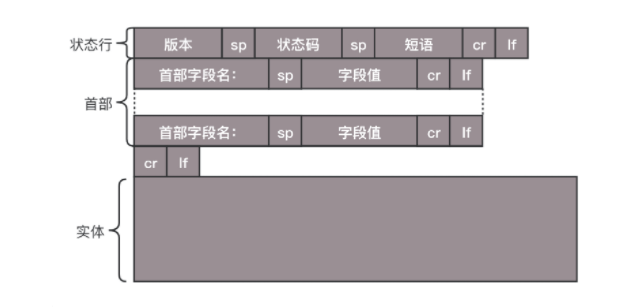 状态行 版本 sp 状态码 sp 短语 cr lf
首部字段名： sp 字段值 cr lf
首部
首部字段名： sp 字段值 cr lf
cr lf
实体